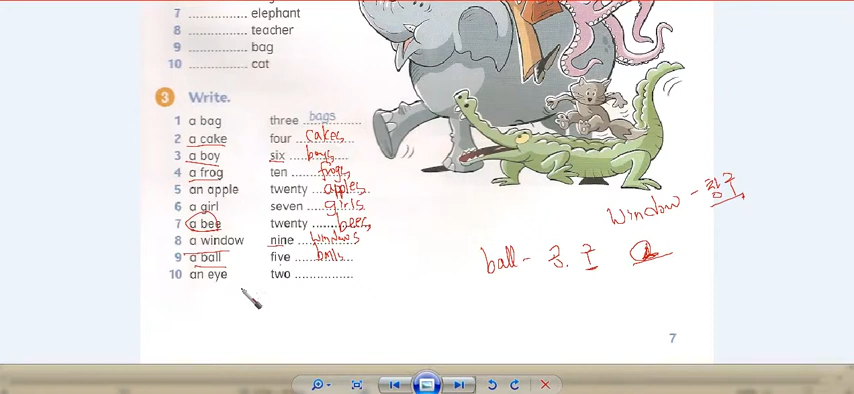 7 ............... elephant
8 ............... teacher
9 ............... bag
10 ............... cat
3 Write.
1 a bag three bags
2 a cake four cakes
3 a boy six boys
4 a frog ten frogs
5 an apple twenty apples
6 a girl seven girls
7 a bee twenty bees
8 a window nine windows
9 a ball five balls
10 an eye two ...............
window - 창구
ball - 공. 구
7